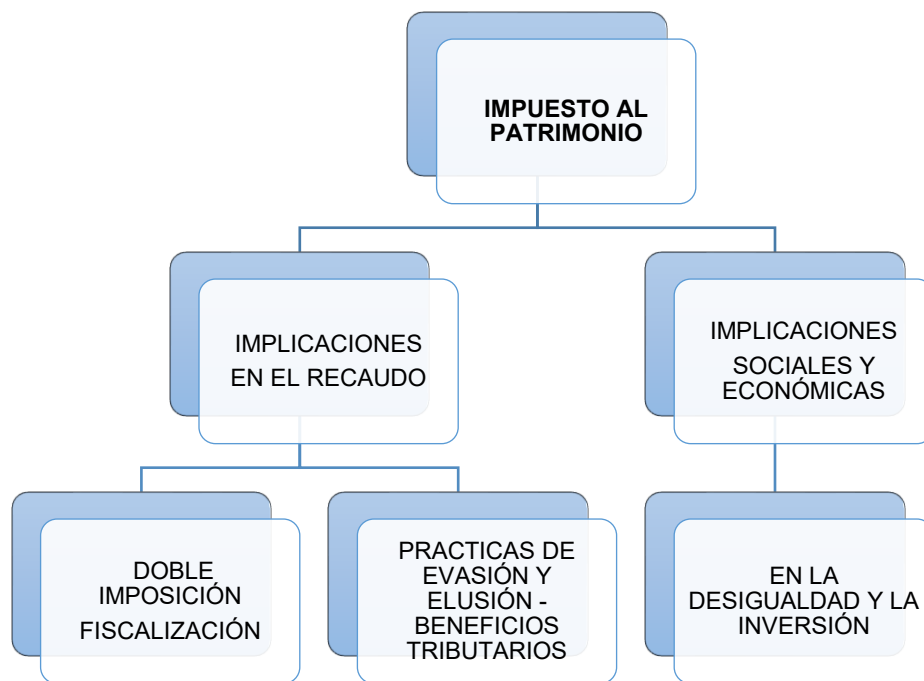 IMPUESTO AL
PATRIMONIO
IMPLICACIONES
EN EL RECAUDO
IMPLICACIONES
SOCIALES Y
ECONÓMICAS
DOBLE
IMPOSICIÓN
FISCALIZACIÓN
PRACTICAS DE
EVASIÓN Y
ELUSIÓN -
BENEFICIOS
TRIBUTARIOS
EN LA
DESIGUALDAD Y LA
INVERSIÓN